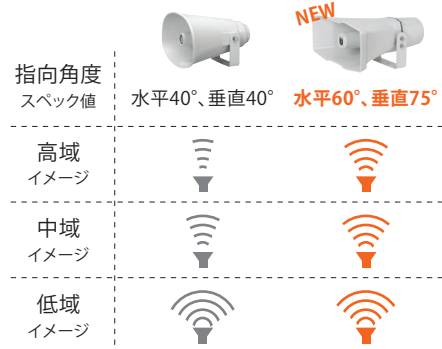 NEW
指向角度
スペック値
水平40°、垂直40°
水平60°、垂直75°
高域
イメージ
中域
イメージ
低域
イメージ